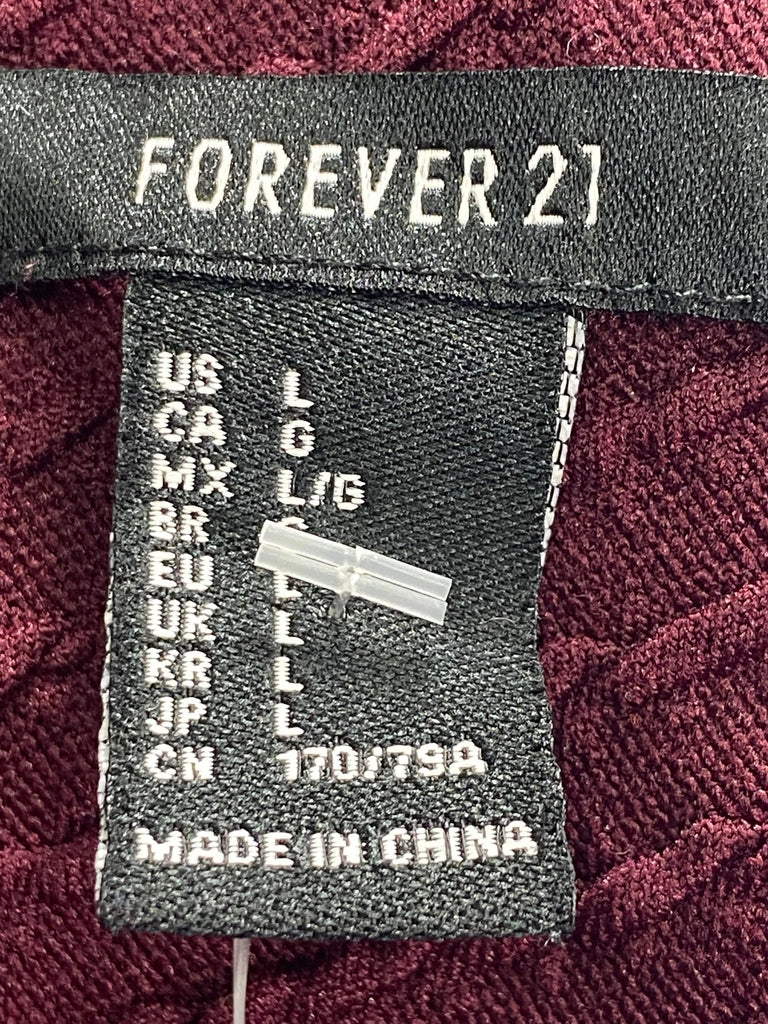 FOREVER 21
US L
CA G
MX L/G
BR G
EU L
UK L
KR L
JP L
CN 170/79A
MADE IN CHINA